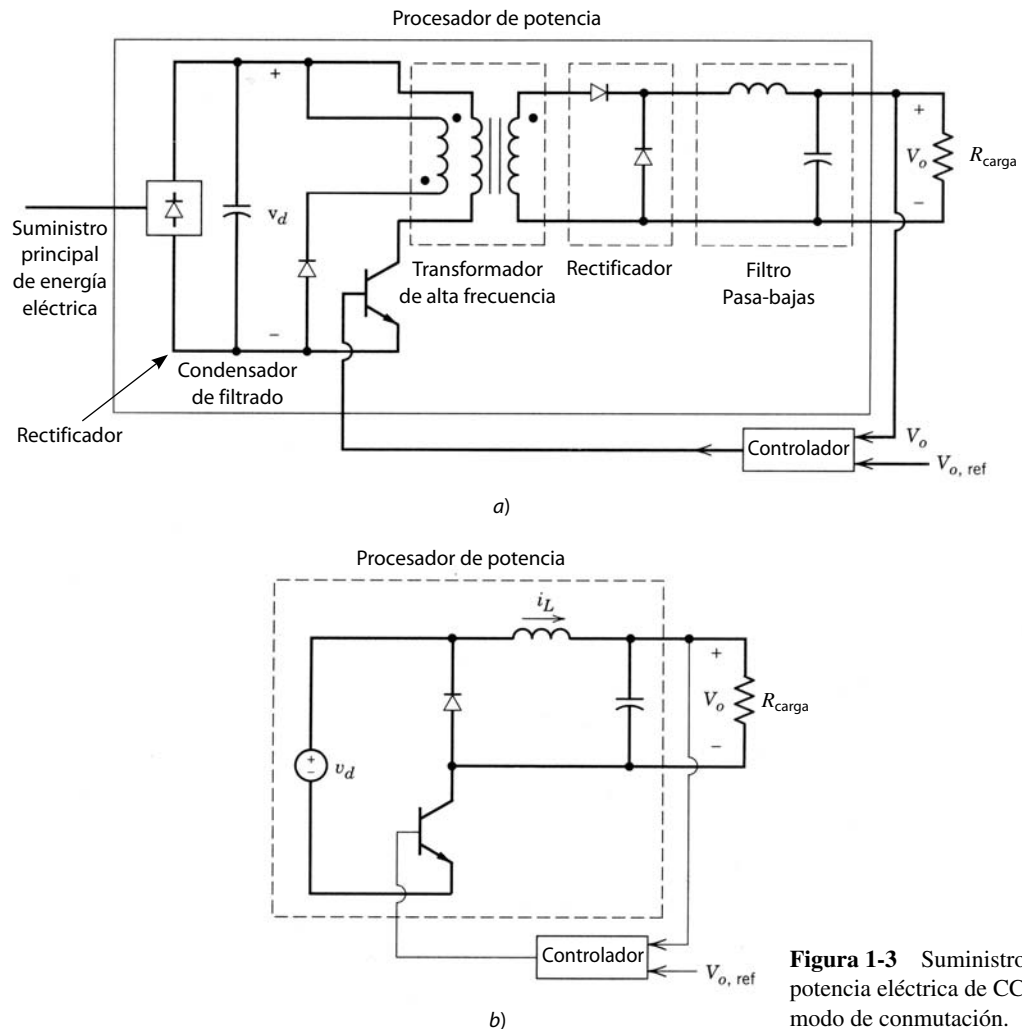 Procesador de potencia
+
+
v_d
V_o
R_carga
−
−
Suministro
principal
de energía
eléctrica
Transformador
de alta frecuencia
Rectificador
Filtro
Pasa-bajas
Condensador
de filtrado
Rectificador
Controlador
V_o
V_o, ref
a)
Procesador de potencia
i_L
+
V_o
R_carga
−
+
−
v_d
Controlador
V_o, ref
b)
Figura 1-3 Suministro
potencia eléctrica de CC
modo de conmutación.